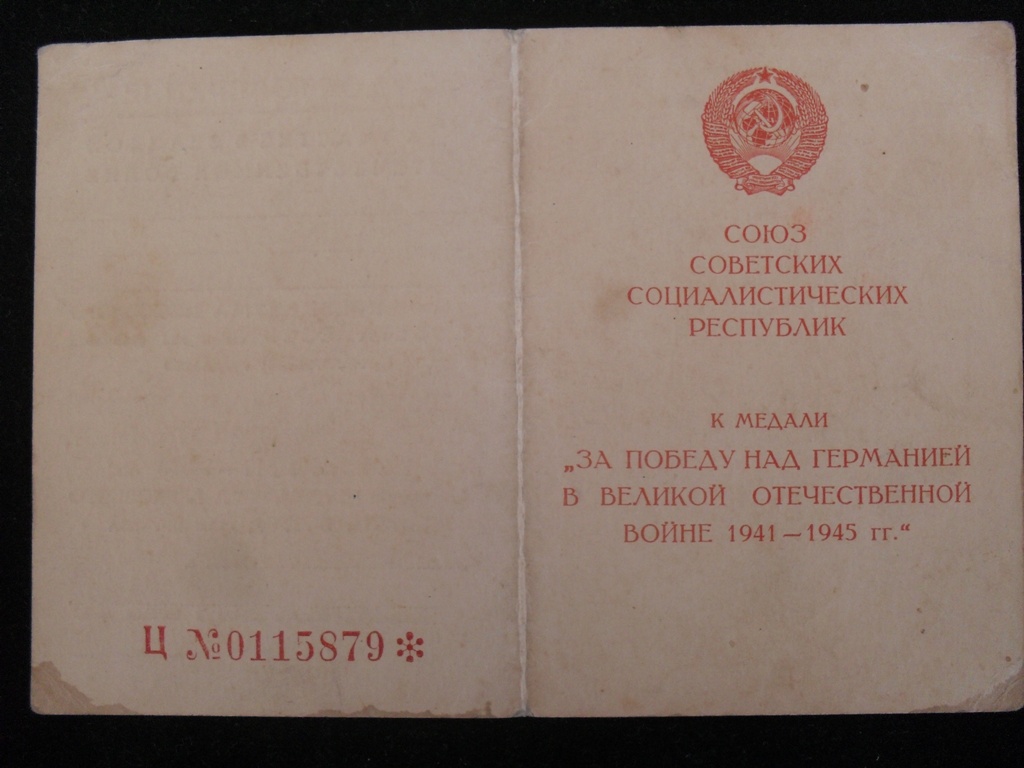 Ц №0115879 *
СОЮЗ
СОВЕТСКИХ
СОЦИАЛИСТИЧЕСКИХ
РЕСПУБЛИК
К МЕДАЛИ
„ЗА ПОБЕДУ НАД ГЕРМАНИЕЙ
В ВЕЛИКОЙ ОТЕЧЕСТВЕННОЙ
ВОЙНЕ 1941 — 1945 гг.“